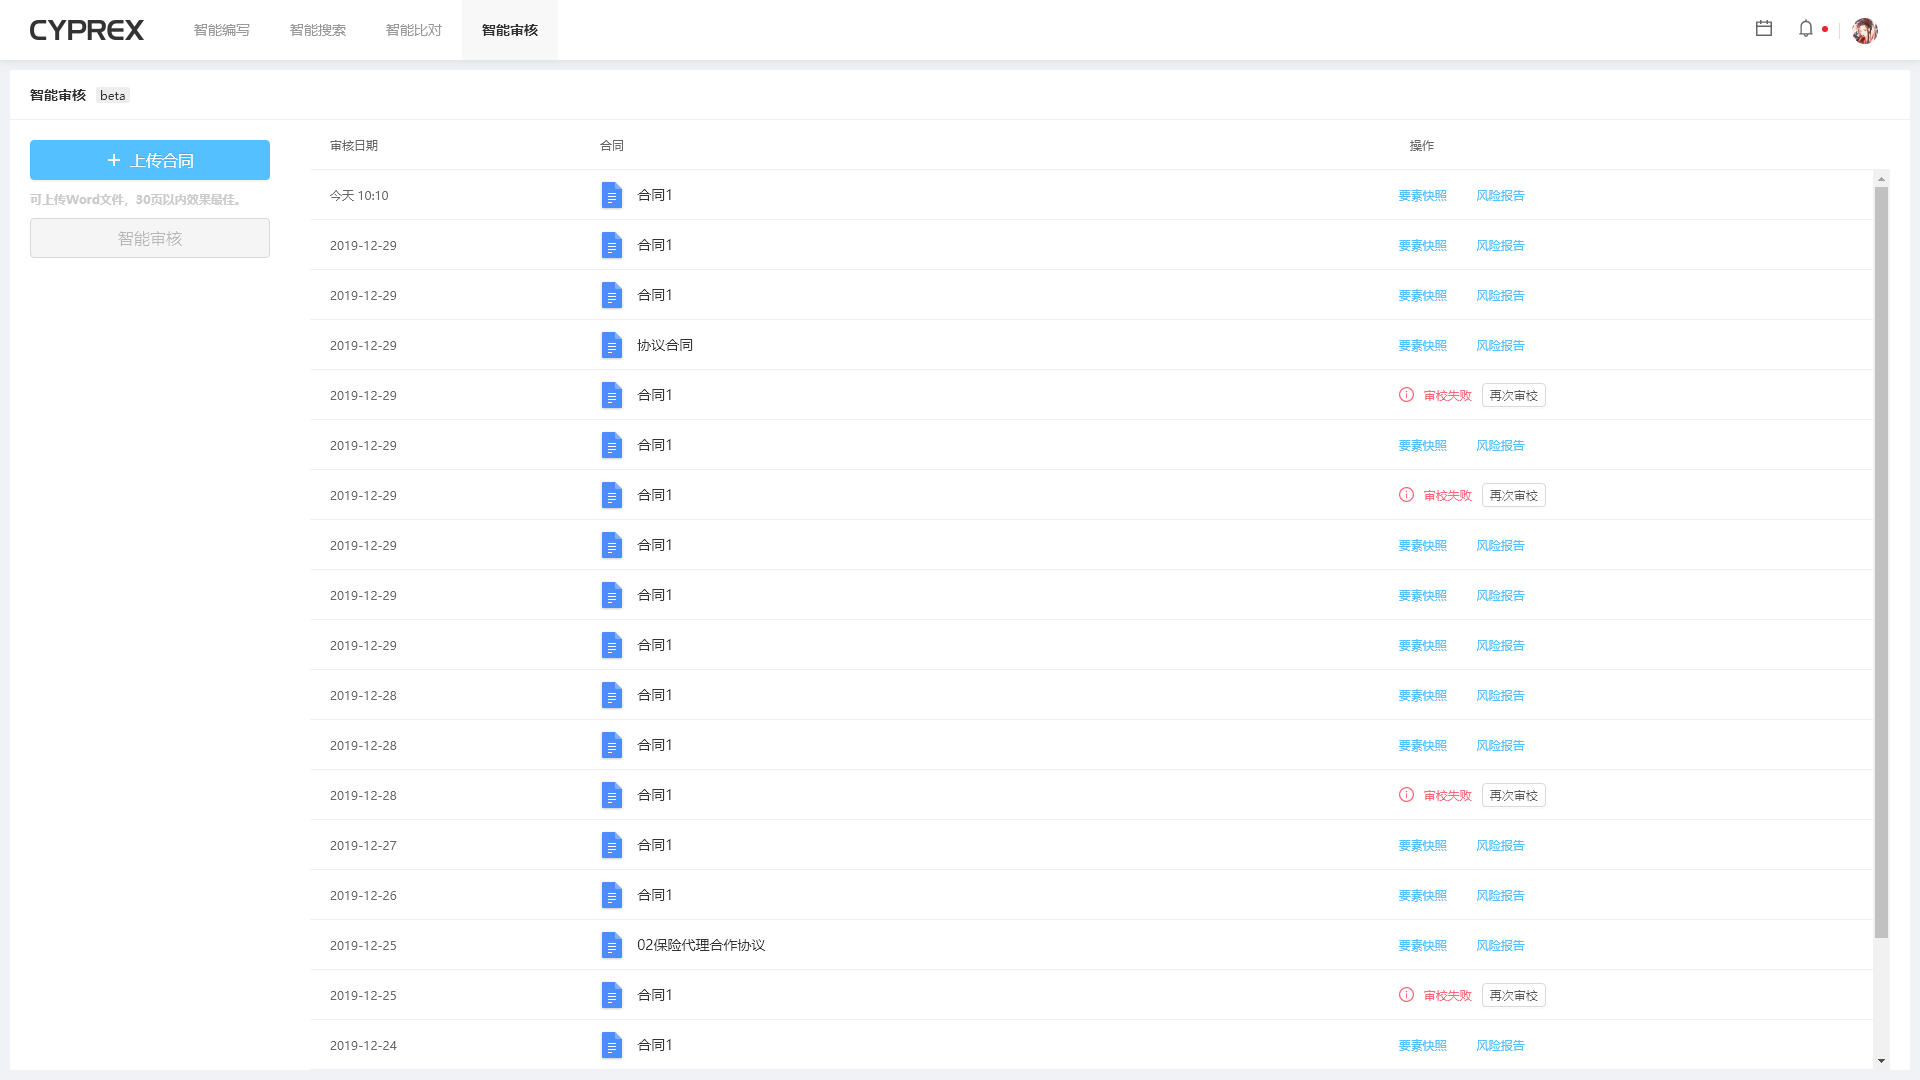 CYPREX 智能编写 智能搜索 智能比对 智能审核
智能审核 beta
上传合同
可上传Word文件，30页以内效果最佳。
智能审核
审核日期 合同 操作
今天 10:10 合同1 要素快照 风险报告
2019-12-29 合同1 要素快照 风险报告
2019-12-29 合同1 要素快照 风险报告
2019-12-29 协议合同 要素快照 风险报告
2019-12-29 合同1 审校失败 再次审校
2019-12-29 合同1 要素快照 风险报告
2019-12-29 合同1 审校失败 再次审校
2019-12-29 合同1 要素快照 风险报告
2019-12-29 合同1 要素快照 风险报告
2019-12-29 合同1 要素快照 风险报告
2019-12-28 合同1 要素快照 风险报告
2019-12-28 合同1 要素快照 风险报告
2019-12-28 合同1 审校失败 再次审校
2019-12-27 合同1 要素快照 风险报告
2019-12-26 合同1 要素快照 风险报告
2019-12-25 02保险代理合作协议 要素快照 风险报告
2019-12-25 合同1 审校失败 再次审校
2019-12-24 合同1 要素快照 风险报告